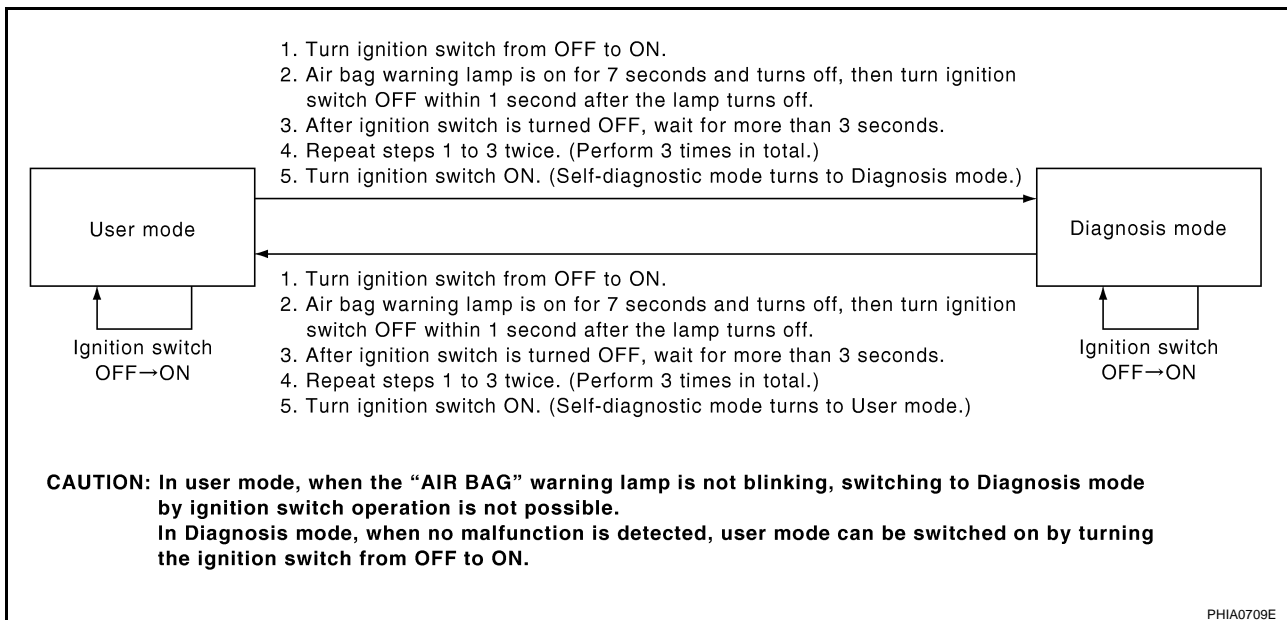 1. Turn ignition switch from OFF to ON.
2. Air bag warning lamp is on for 7 seconds and turns off, then turn ignition
switch OFF within 1 second after the lamp turns off.
3. After ignition switch is turned OFF, wait for more than 3 seconds.
4. Repeat steps 1 to 3 twice. (Perform 3 times in total.)
5. Turn ignition switch ON. (Self-diagnostic mode turns to Diagnosis mode.)
User mode
Diagnosis mode
1. Turn ignition switch from OFF to ON.
2. Air bag warning lamp is on for 7 seconds and turns off, then turn ignition
switch OFF within 1 second after the lamp turns off.
3. After ignition switch is turned OFF, wait for more than 3 seconds.
4. Repeat steps 1 to 3 twice. (Perform 3 times in total.)
5. Turn ignition switch ON. (Self-diagnostic mode turns to User mode.)
Ignition switch
OFF→ON
Ignition switch
OFF→ON
CAUTION: In user mode, when the “AIR BAG” warning lamp is not blinking, switching to Diagnosis mode
by ignition switch operation is not possible.
In Diagnosis mode, when no malfunction is detected, user mode can be switched on by turning
the ignition switch from OFF to ON.
PHIA0709E